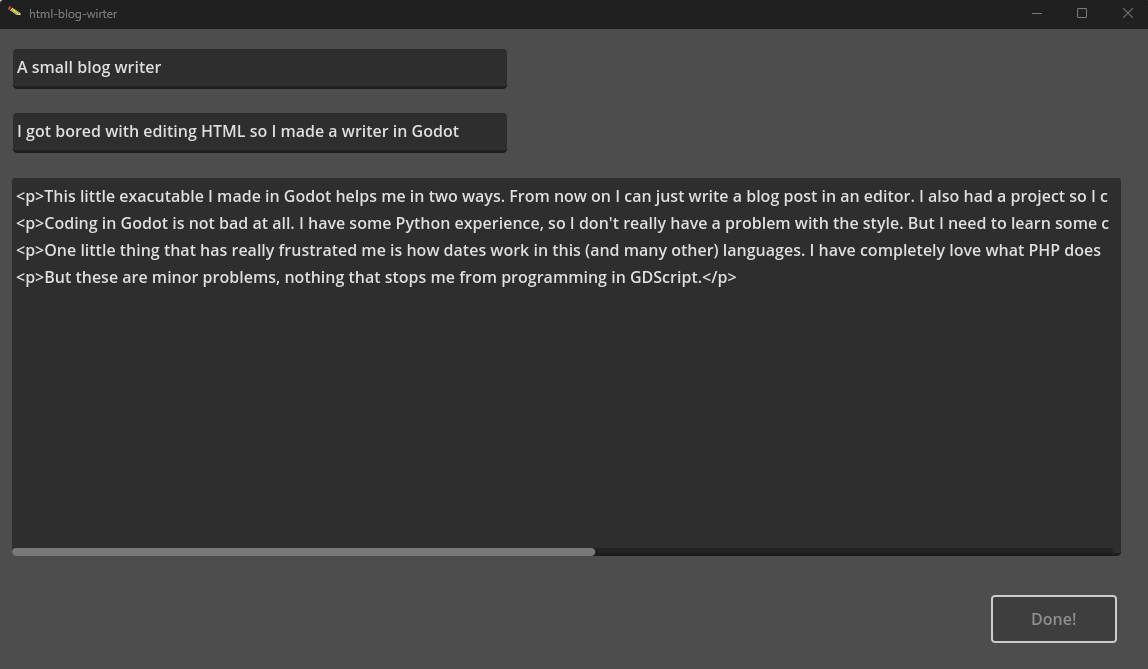 html-blog-wirter
A small blog writer
I got bored with editing HTML so I made a writer in Godot
<p>This little exacutable I made in Godot helps me in two ways. From now on I can just write a blog post in an editor. I also had a project so I c
<p>Coding in Godot is not bad at all. I have some Python experience, so I don't really have a problem with the style. But I need to learn some c
<p>One little thing that has really frustrated me is how dates work in this (and many other) languages. I have completely love what PHP does
<p>But these are minor problems, nothing that stops me from programming in GDScript.</p>
Done!